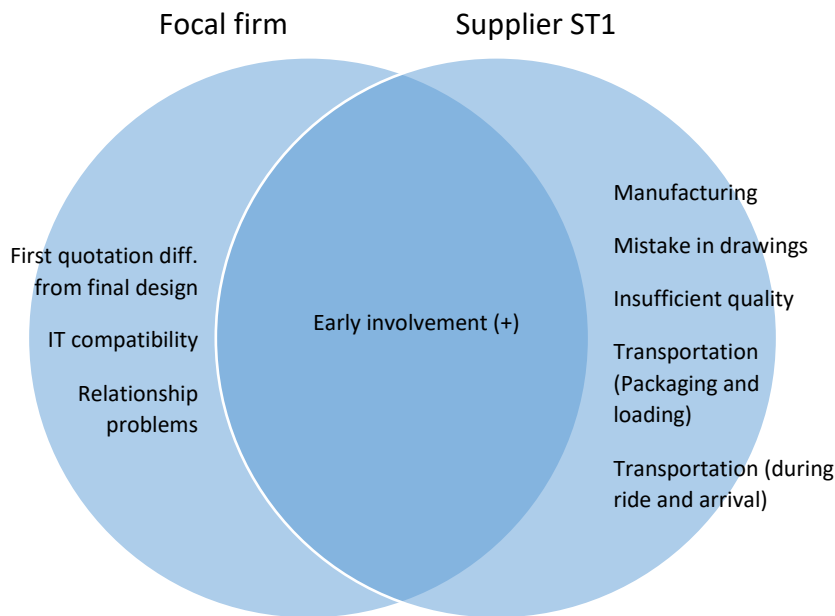 Focal firm
Supplier ST1
First quotation diff.
from final design
IT compatibility
Relationship
problems
Early involvement (+)
Manufacturing
Mistake in drawings
Insufficient quality
Transportation
(Packaging and
loading)
Transportation (during
ride and arrival)